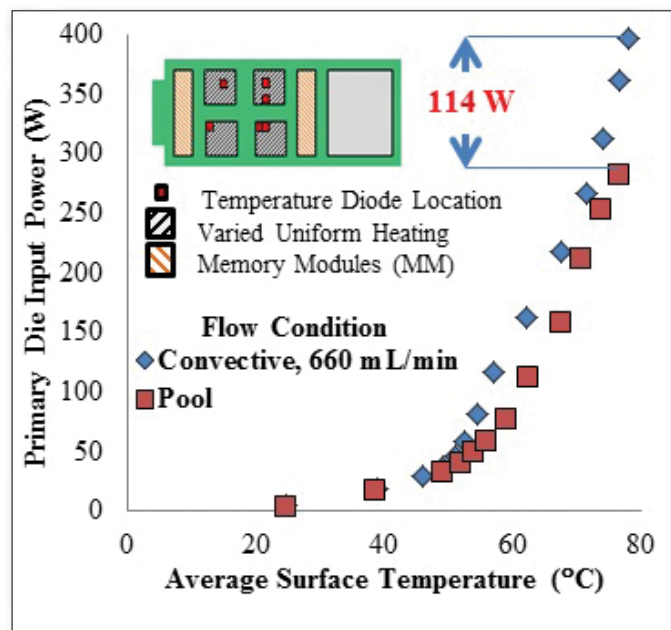 400
350
300
250
200
150
100
50
0
Primary Die Input Power (W)
114 W
Temperature Diode Location
Varied Uniform Heating
Memory Modules (MM)
Flow Condition
Convective, 660 mL/min
Pool
0 20 40 60 80
Average Surface Temperature (°C)